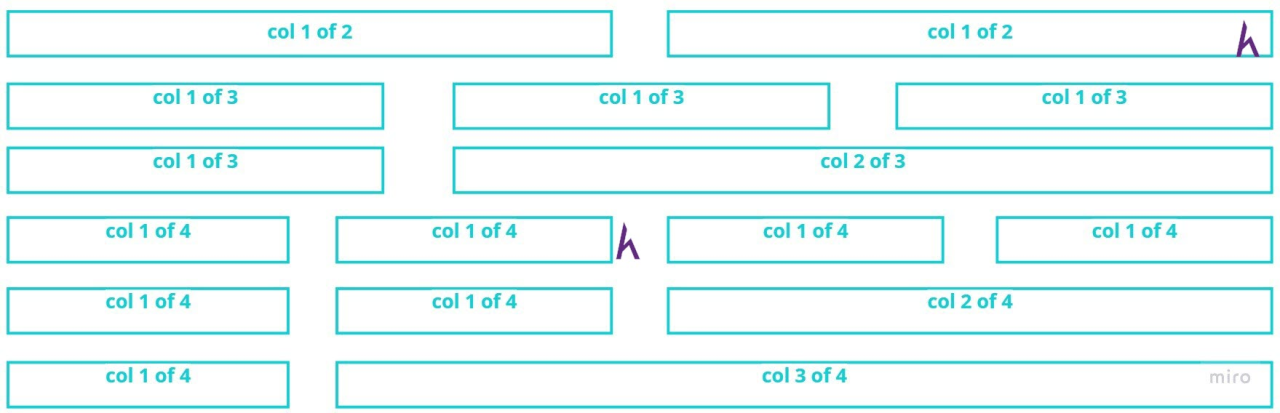 col 1 of 2 col 1 of 2
col 1 of 3 col 1 of 3 col 1 of 3
col 1 of 3 col 2 of 3
col 1 of 4 col 1 of 4 col 1 of 4 col 1 of 4
col 1 of 4 col 1 of 4 col 2 of 4
col 1 of 4 col 3 of 4 miro